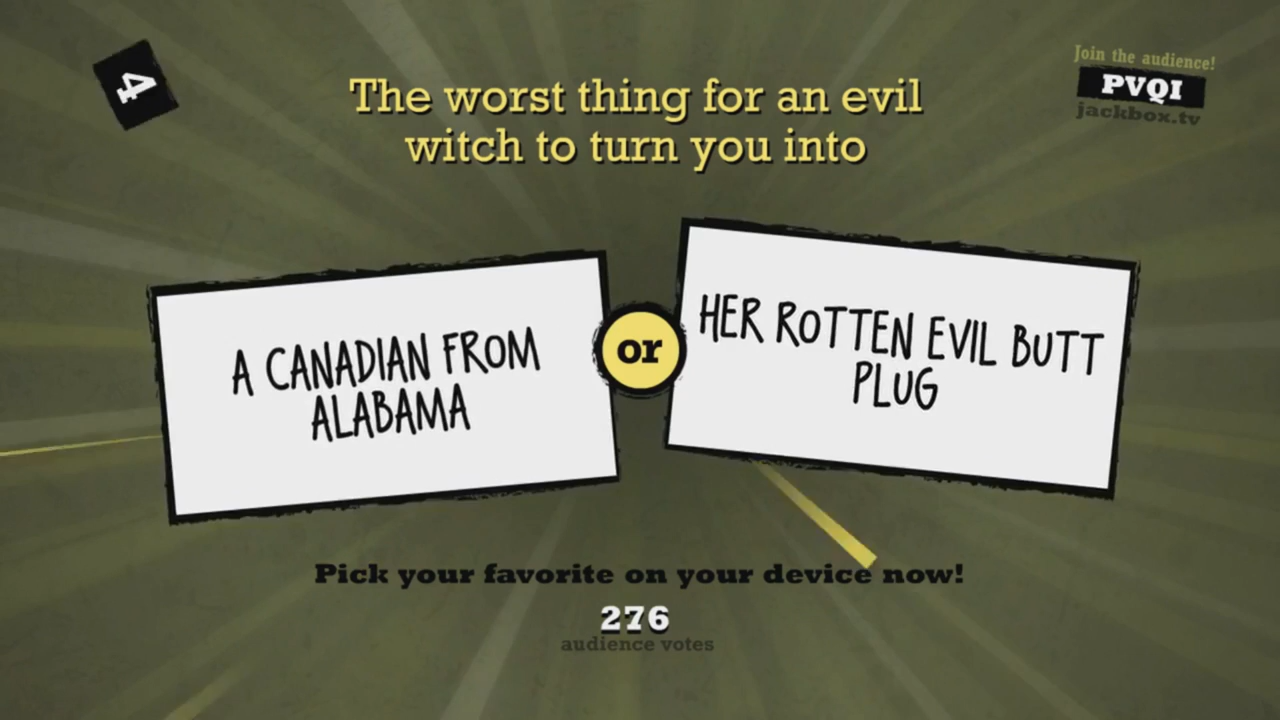 4
Join the audience!
PVQI
jackbox.tv
The worst thing for an evil
witch to turn you into
A CANADIAN FROM
ALABAMA
or
HER ROTTEN EVIL BUTT
PLUG
Pick your favorite on your device now!
276
audience votes